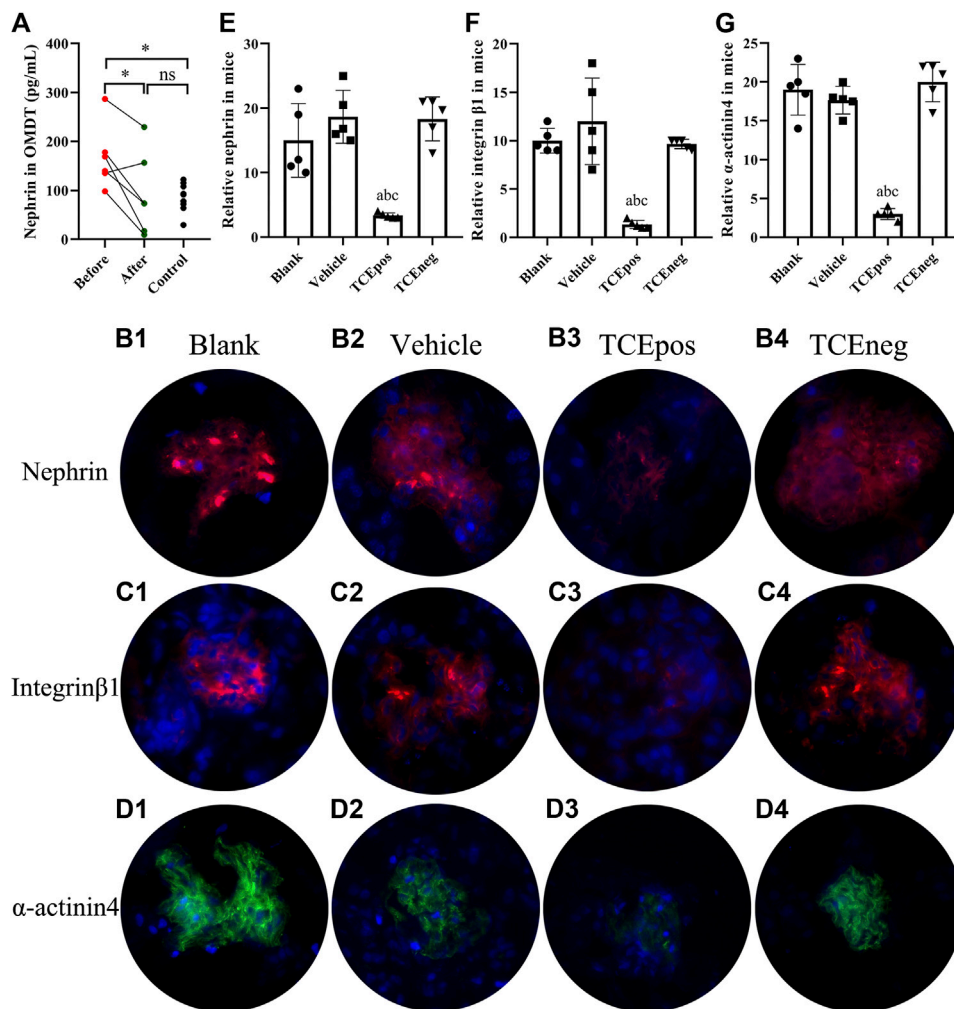 A
E
F
G
Nephrin in OMDT (pg/mL)
400
300
200
100
0
*
*
ns
Before
After
Control
Relative nephrin in mice
30
20
10
0
abc
Blank
Vehicle
TCEpos
TCEneg
Relative integrin β1 in mice
20
15
10
5
0
abc
Blank
Vehicle
TCEpos
TCEneg
Relative α-actinin4 in mice
25
20
15
10
5
0
abc
Blank
Vehicle
TCEpos
TCEneg
B1 Blank B2 Vehicle B3 TCEpos B4 TCEneg
Nephrin
C1 C2 C3 C4
Integrinβ1
D1 D2 D3 D4
α-actinin4